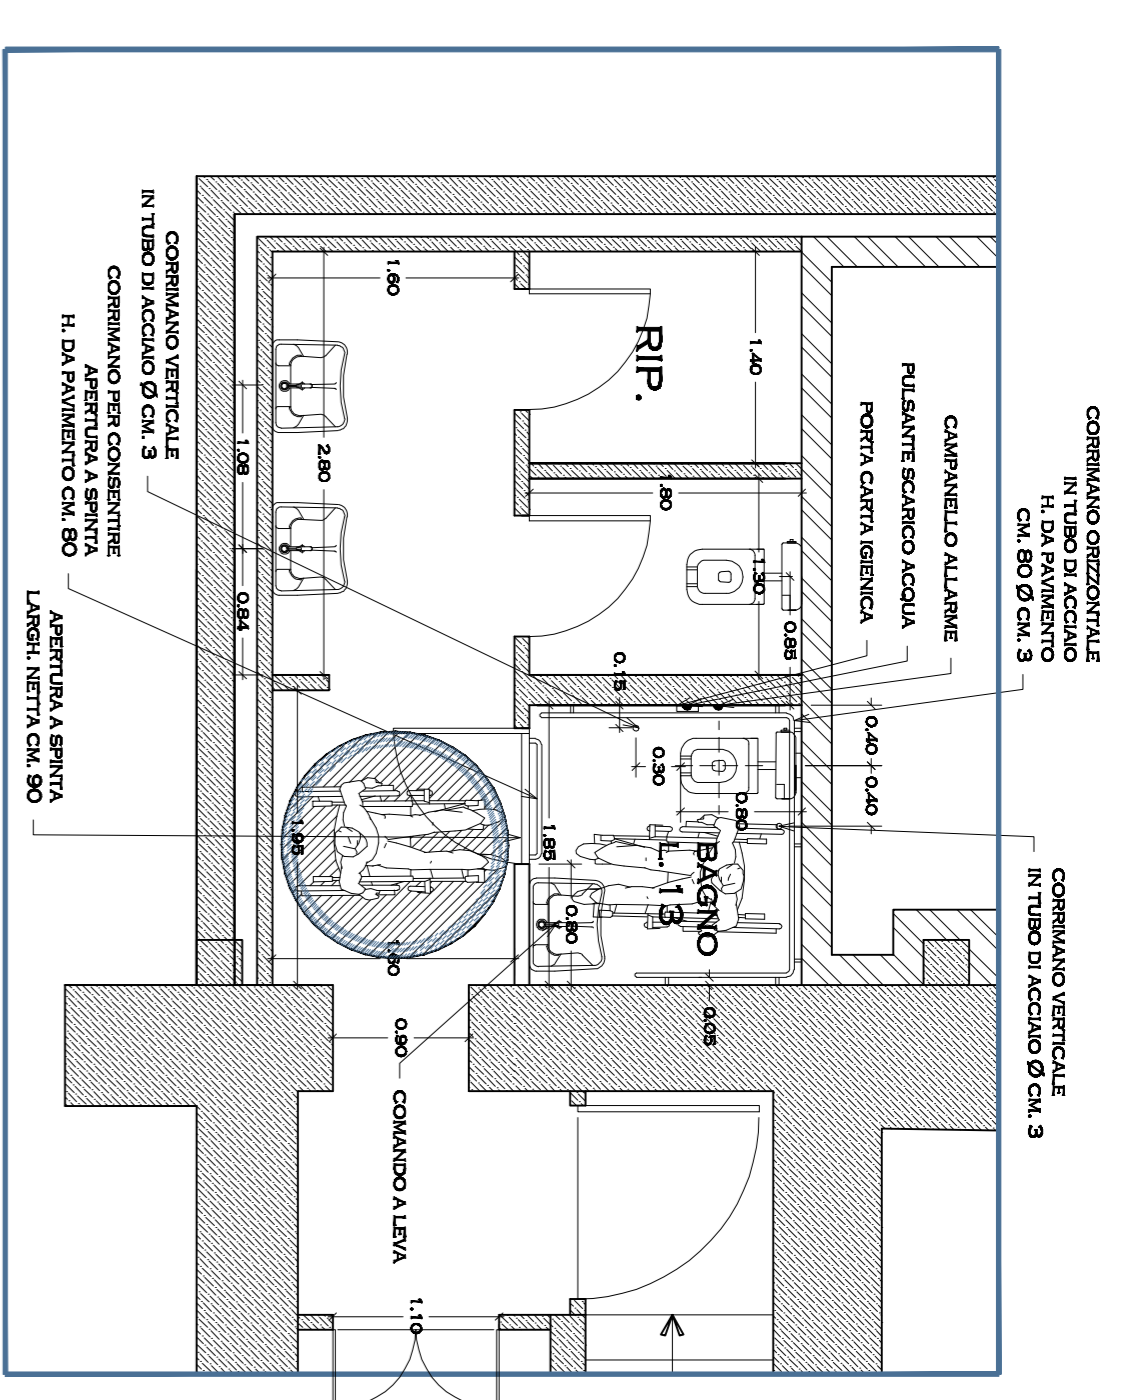 CORRIMANO ORIZZONTALE
IN TUBO DI ACCIAIO
H. DA PAVIMENTO
CM. 80 Ø CM. 3
CORRIMANO VERTICALE
IN TUBO DI ACCIAIO Ø CM. 3
CAMPANELLO ALLARME
PULSANTE SCARICO ACQUA
PORTA CARTA IGIENICA
0.40
0.40
1.40
.80
1.30
0.85
RIP.
0.15
0.30
0.80
BAGNO
L. 13
0.05
1.85
0.80
1.60
1.60
0.90
COMANDO A LEVA
1.10
2.80
1.95
1.08
0.84
CORRIMANO VERTICALE
IN TUBO DI ACCIAIO Ø CM. 3
CORRIMANO PER CONSENTIRE
APERTURA A SPINTA
H. DA PAVIMENTO CM. 80
APERTURA A SPINTA
LARGH. NETTA CM. 90